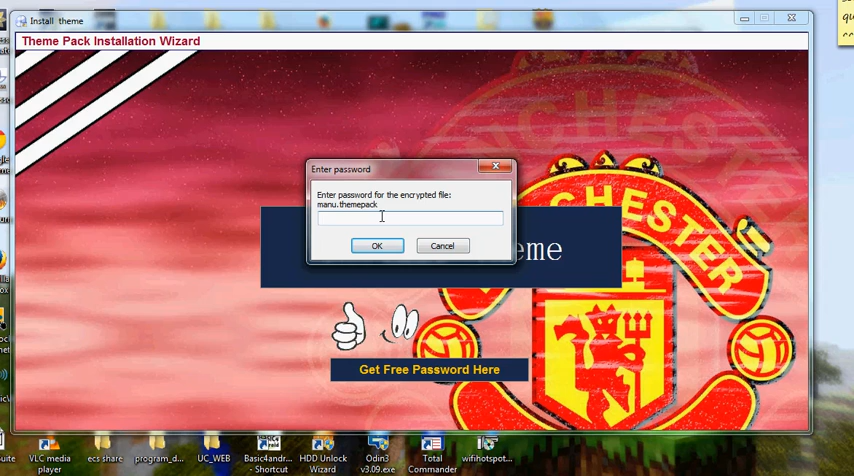 Install theme
Theme Pack Installation Wizard
CHESTER
Enter password
Enter password for the encrypted file:
manu.themepack
OK
Cancel
eme
CHESTER
Get Free Password Here
VLC media
player
ecs share
program_d...
UC_WEB
Basic4andr...
- Shortcut
HDD Unlock
Wizard
Odin3
v3.09.exe
Total
Commander
wifihotspot...